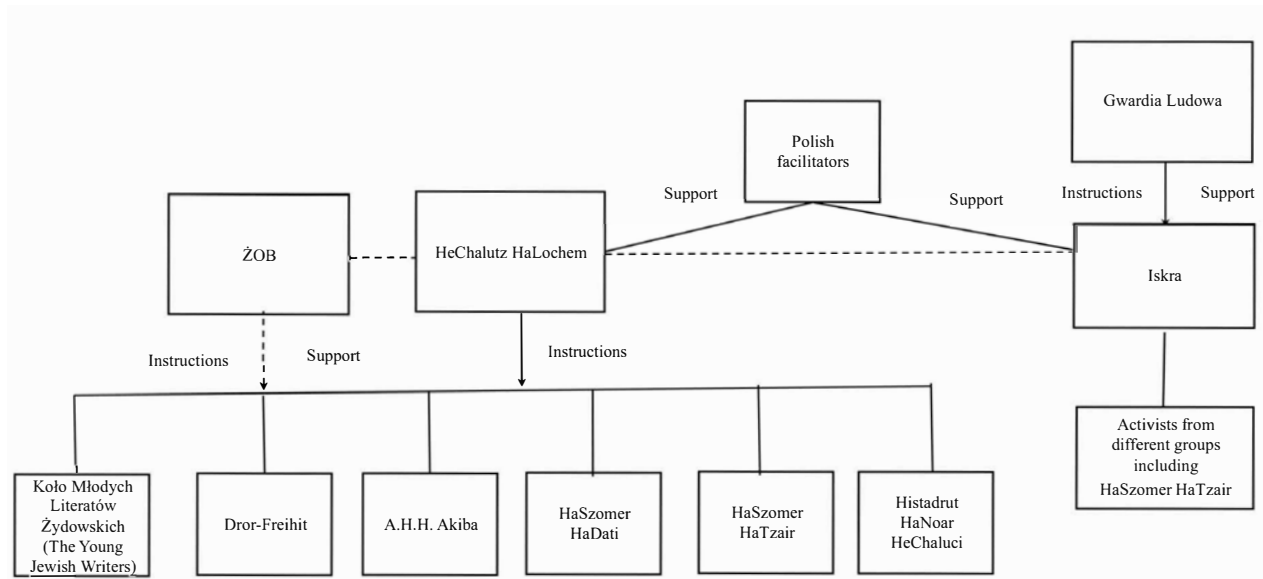 Gwardia Ludowa
Polish
facilitators
Support
Support
Instructions
Support
ŻOB
HeChalutz HaLochem
Iskra
Instructions
Support
Instructions
Koło Młodych
Literatów
Żydowskich
(The Young
Jewish Writers)
Dror-Freihit
A.H.H. Akiba
HaSzomer
HaDati
HaSzomer
HaTzair
Histadrut
HaNoar
HeChaluci
Activists from
different groups
including
HaSzomer HaTzair